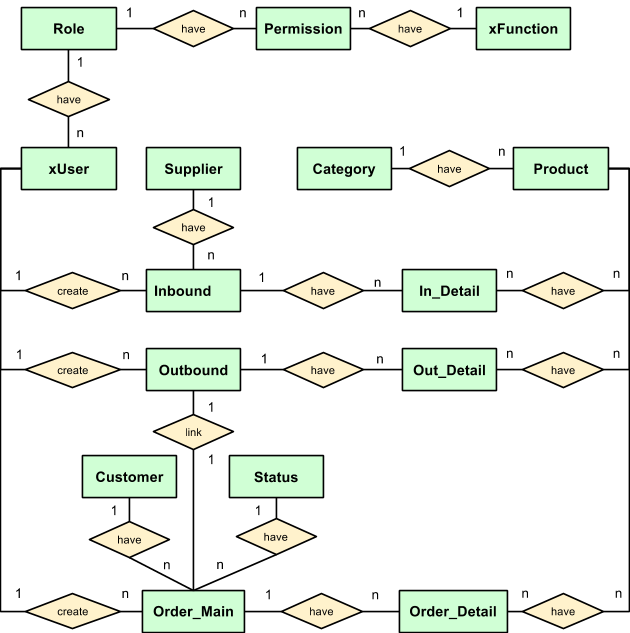 Role
1
have
n
Permission
n
have
1
xFunction
1
have
n
xUser
Supplier
Category
1
have
n
Product
1
have
n
1
create
n
Inbound
1
have
n
In_Detail
n
have
n
1
create
n
Outbound
1
have
n
Out_Detail
n
have
n
1
link
1
Customer
Status
1
have
n
1
have
n
1
create
n
Order_Main
1
have
n
Order_Detail
n
have
n